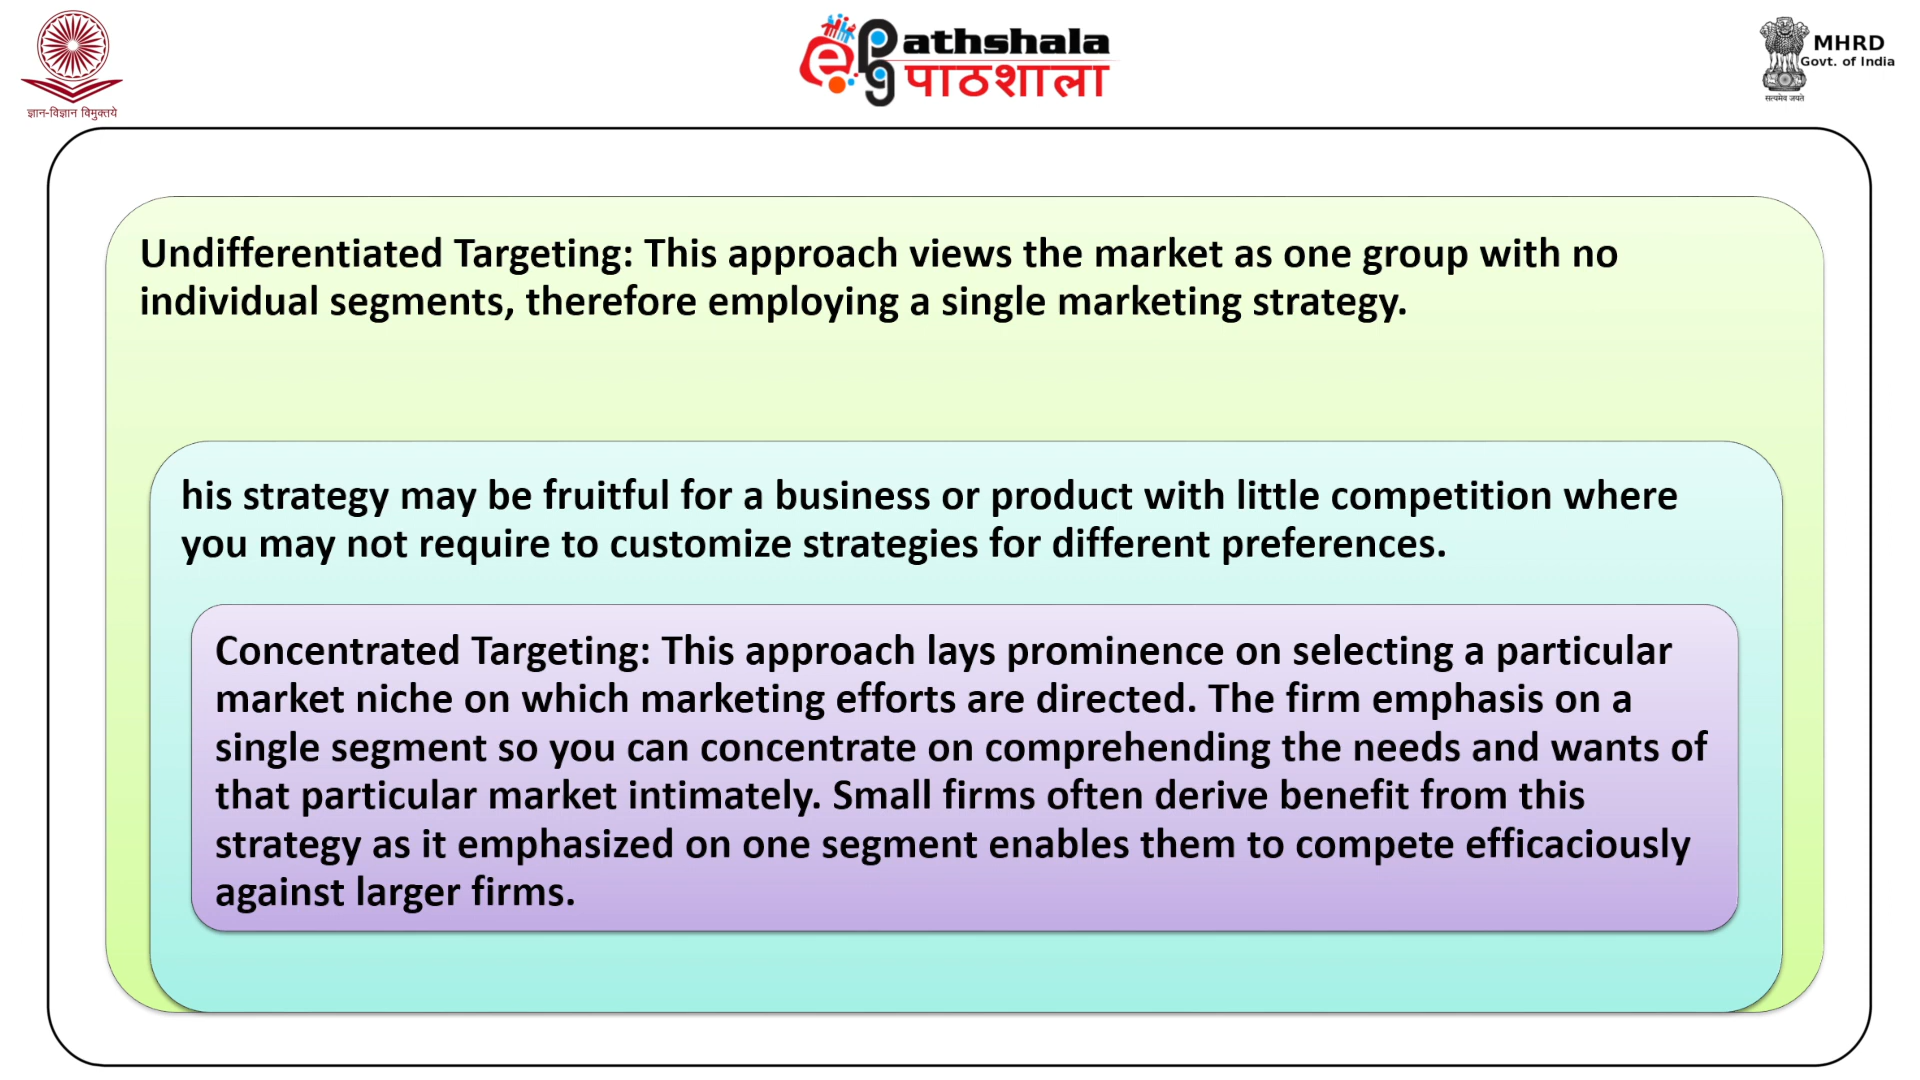 ज्ञान-विज्ञान विमुक्तये
ePg athshala
पाठशाला
MHRD
Govt. of India
सत्यमेव जयते
Undifferentiated Targeting: This approach views the market as one group with no
individual segments, therefore employing a single marketing strategy.
his strategy may be fruitful for a business or product with little competition where
you may not require to customize strategies for different preferences.
Concentrated Targeting: This approach lays prominence on selecting a particular
market niche on which marketing efforts are directed. The firm emphasis on a
single segment so you can concentrate on comprehending the needs and wants of
that particular market intimately. Small firms often derive benefit from this
strategy as it emphasized on one segment enables them to compete efficaciously
against larger firms.